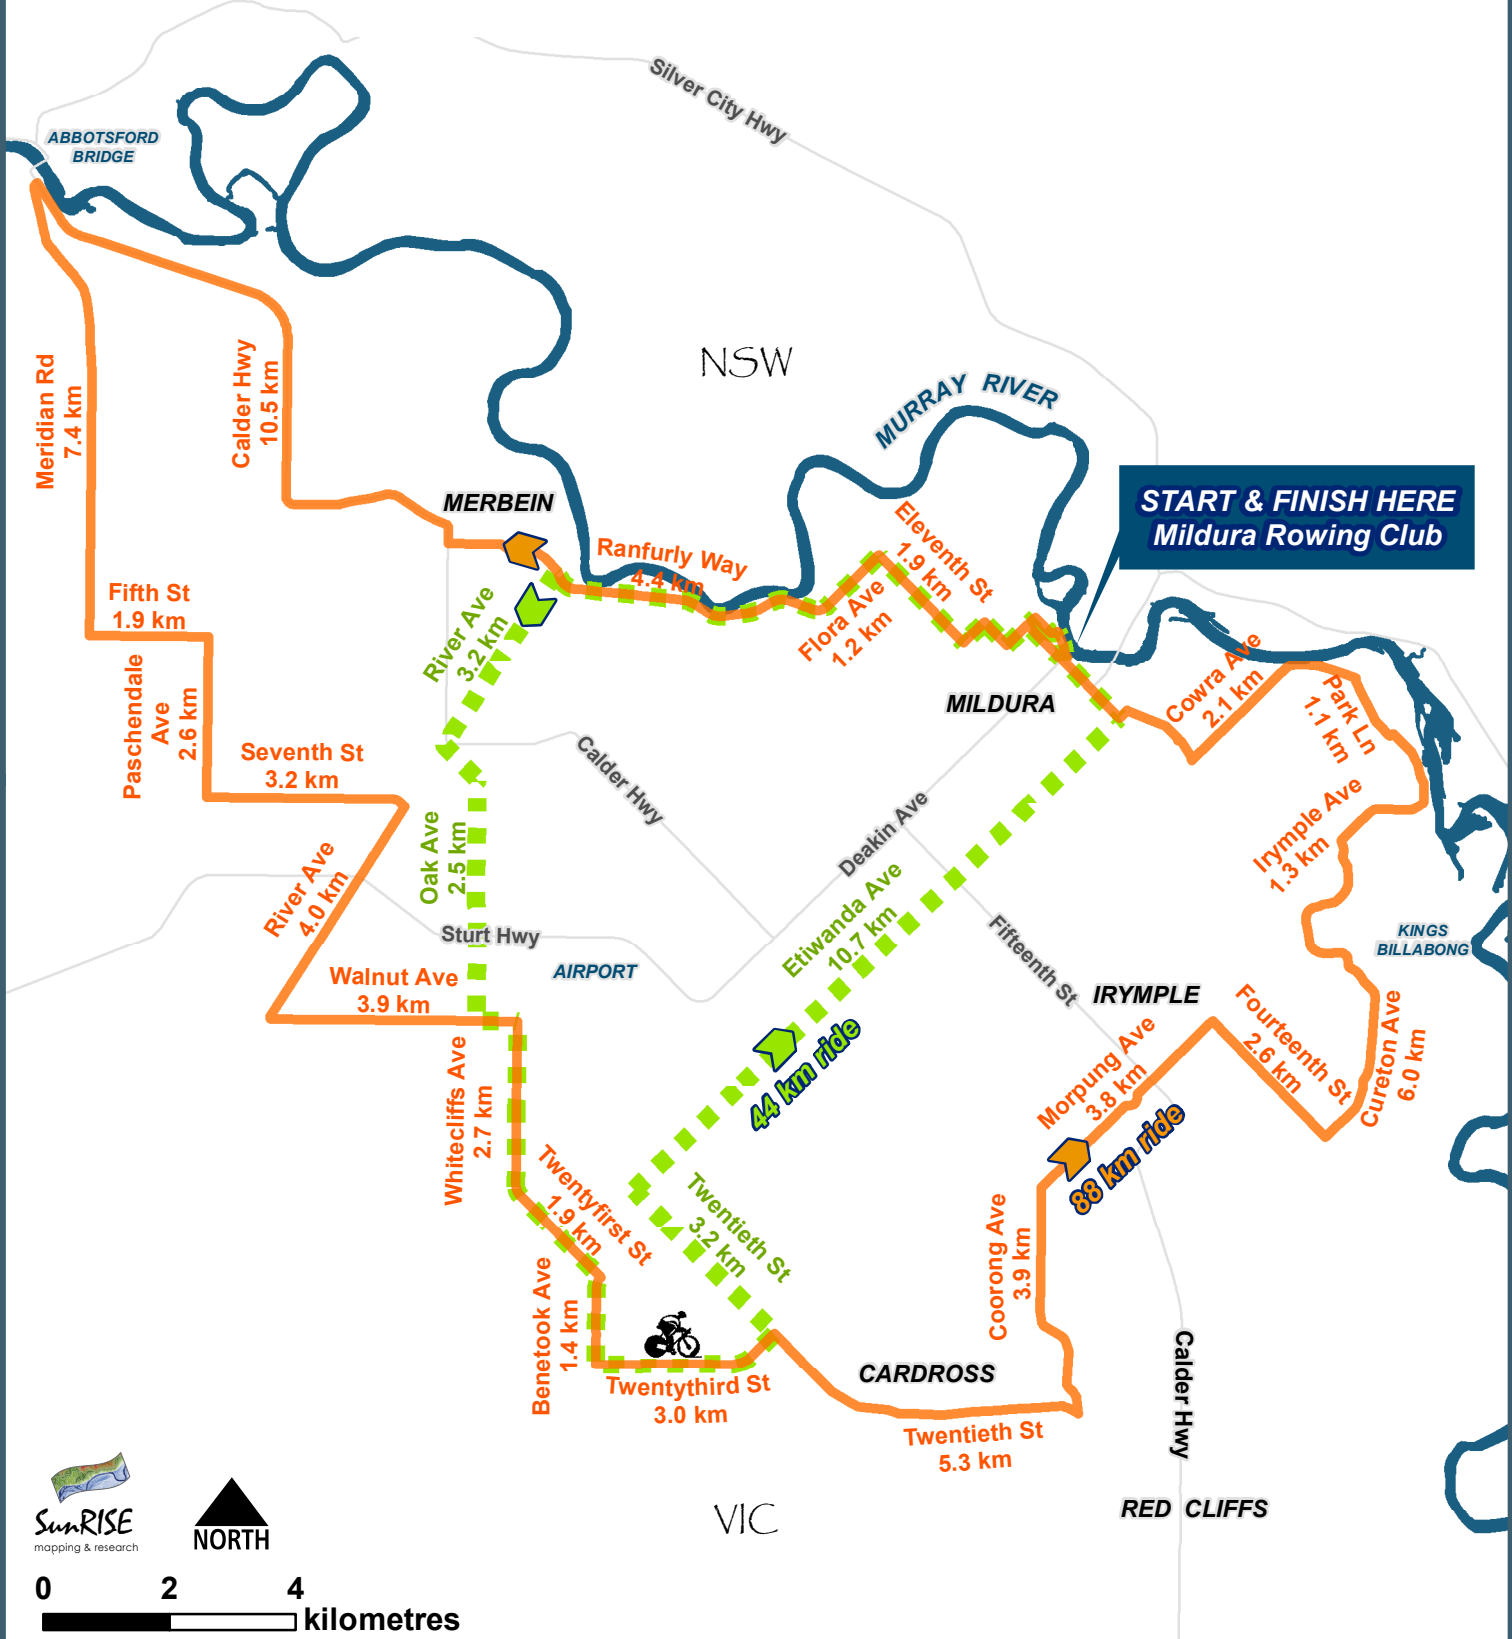 Silver City Hwy
ABBOTSFORD
BRIDGE
NSW
MURRAY RIVER
Meridian Rd
7.4 km
Calder Hwy
10.5 km
START & FINISH HERE
Mildura Rowing Club
MERBEIN
Ranfurly Way
4.4 km
Eleventh St
1.9 km
Flora Ave
1.2 km
Fifth St
1.9 km
River Ave
3.2 km
MILDURA
Cowra Ave
2.1 km
Park Ln
1.1 km
Paschendale
Ave
2.6 km
Seventh St
3.2 km
Calder Hwy
Deakin Ave
Irymple Ave
1.3 km
Oak Ave
2.5 km
River Ave
4.0 km
Sturt Hwy
Etiwanda Ave
10.7 km
Fifteenth St
KINGS
BILLABONG
AIRPORT
Walnut Ave
3.9 km
IRYMPLE
Fourteenth St
2.6 km
Cureton Ave
6.0 km
44 km ride
Morpung Ave
3.8 km
88 km ride
Whitecliffs Ave
2.7 km
Twentyfirst St
1.9 km
Twentieth St
3.2 km
Coorong Ave
3.9 km
Benetook Ave
1.4 km
Twentythird St
3.0 km
CARDROSS
Twentieth St
5.3 km
Calder Hwy
RED CLIFFS
VIC
SunRISE
mapping & research
NORTH
0 2 4
kilometres